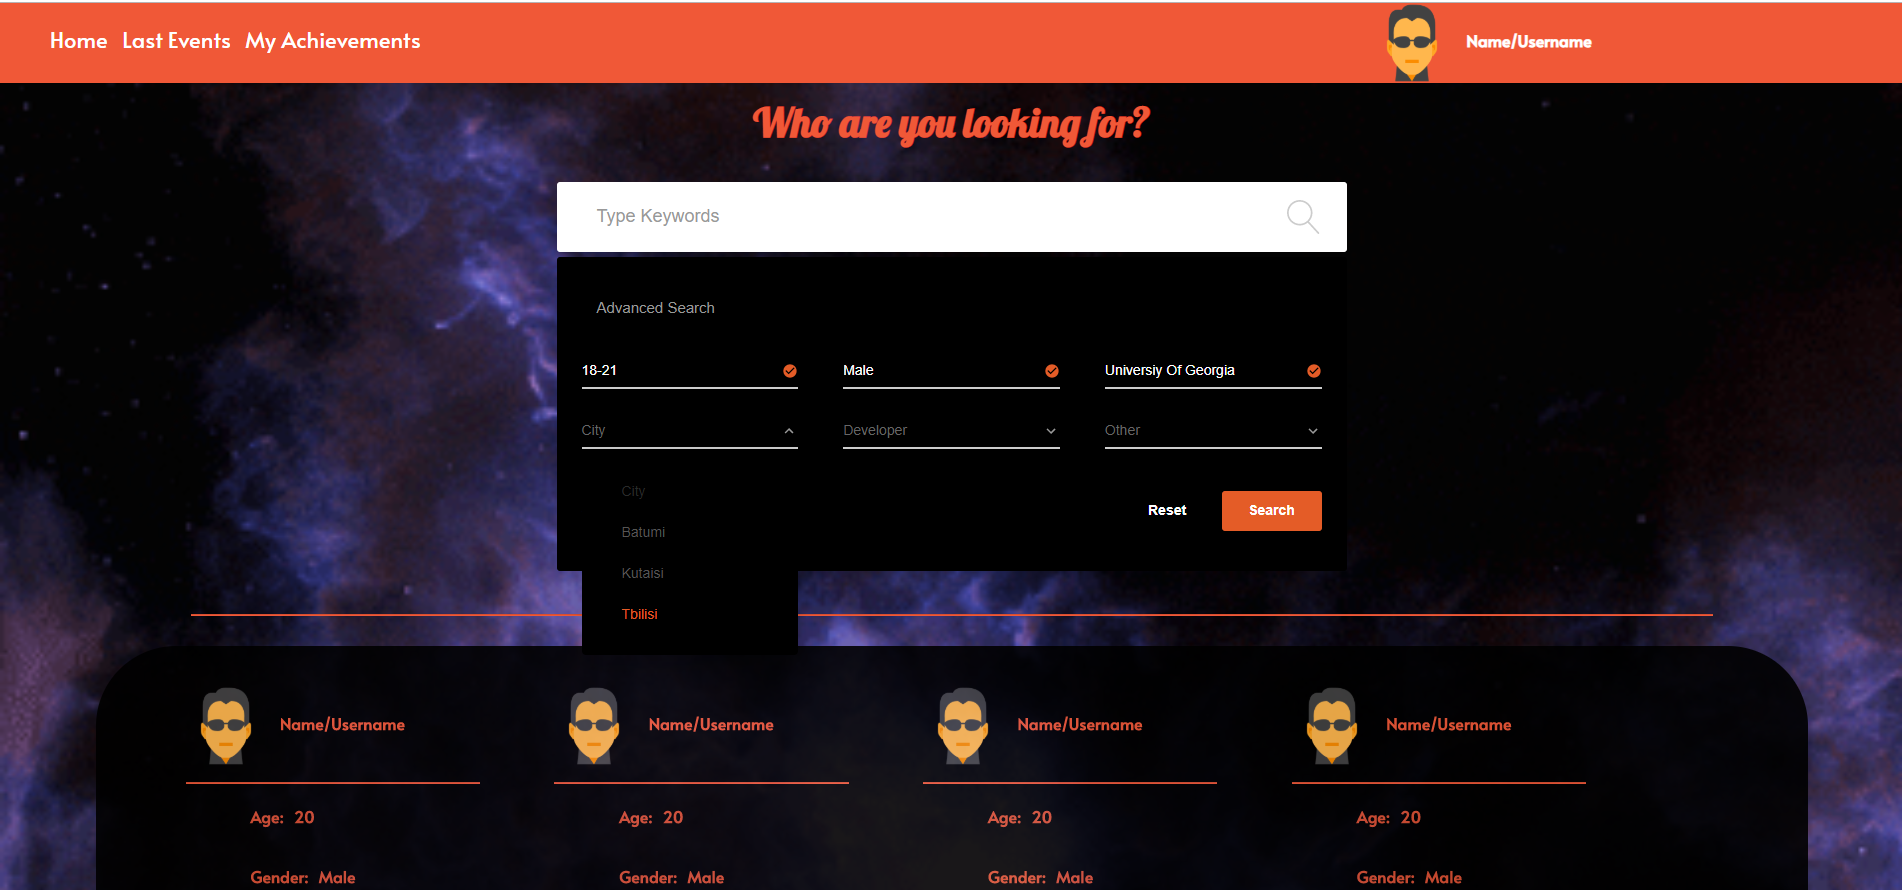 Home Last Events My Achievements Name/Username
Who are you looking for?
Type Keywords
Advanced Search
18-21 Male Universiy Of Georgia
City Developer Other
City
Reset Search
Batumi
Kutaisi
Tbilisi
Name/Username Name/Username Name/Username Name/Username
Age: 20 Age: 20 Age: 20 Age: 20
Gender: Male Gender: Male Gender: Male Gender: Male